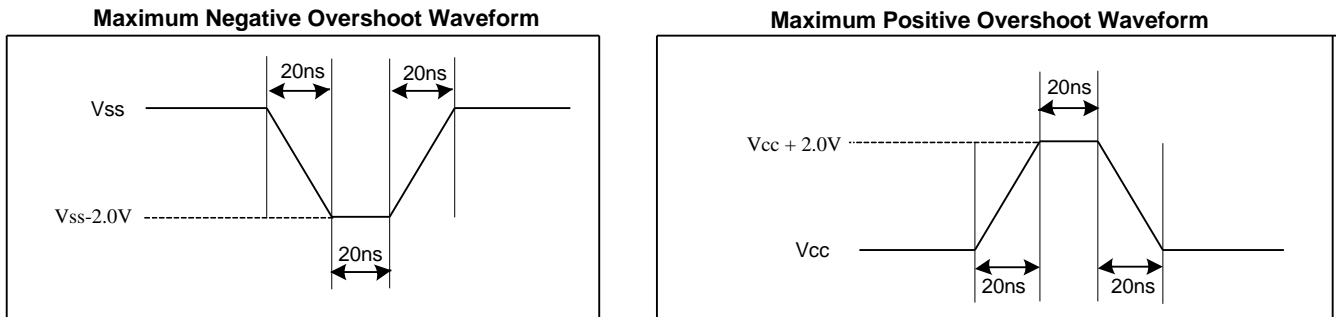 Maximum Negative Overshoot Waveform
20ns
20ns
Vss
Vss-2.0V
20ns
Maximum Positive Overshoot Waveform
20ns
Vcc + 2.0V
Vcc
20ns
20ns